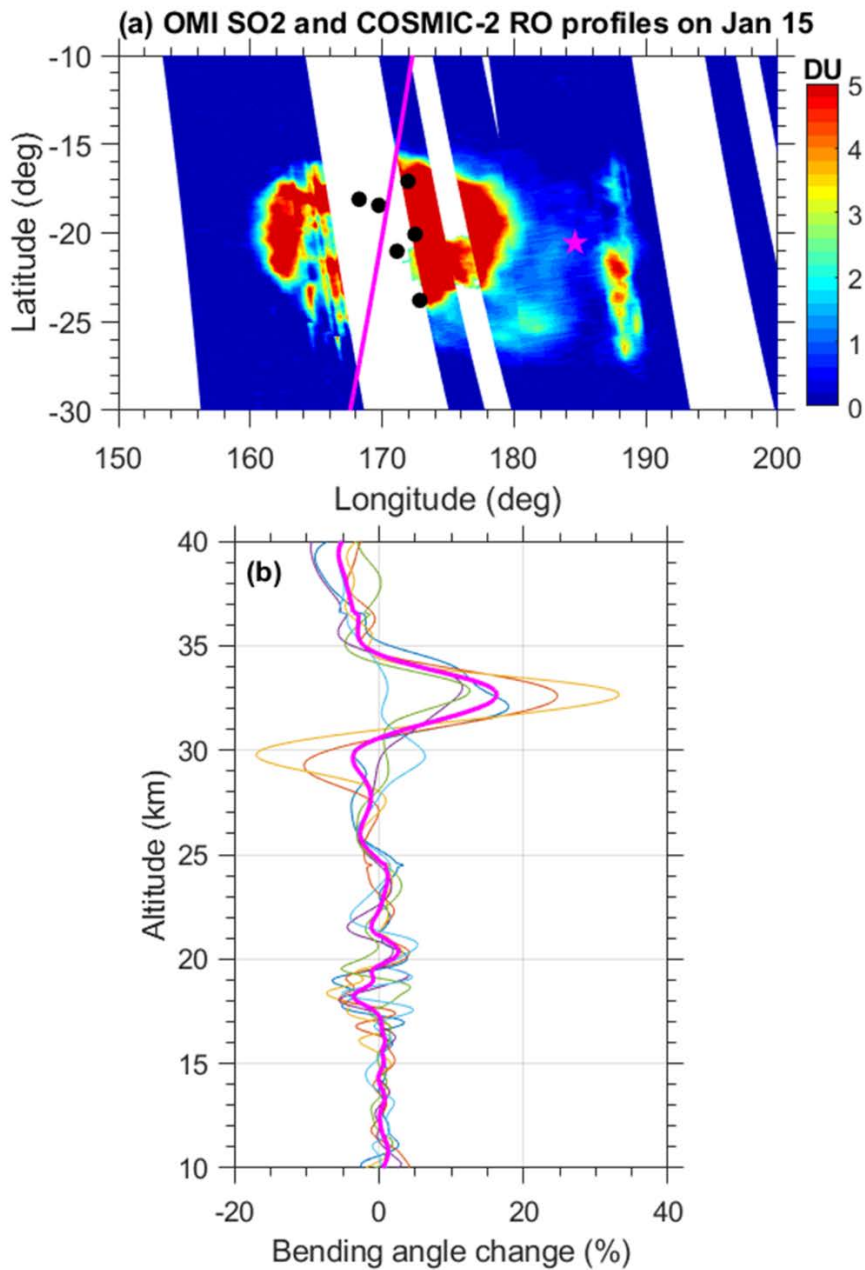 (a) OMI SO2 and COSMIC-2 RO profiles on Jan 15
DU
-10
-15
-20
-25
-30
Latitude (deg)
5
4
3
2
1
0
150 160 170 180 190 200
Longitude (deg)
(b)
40
35
30
25
20
15
10
Altitude (km)
-20 0 20 40
Bending angle change (%)